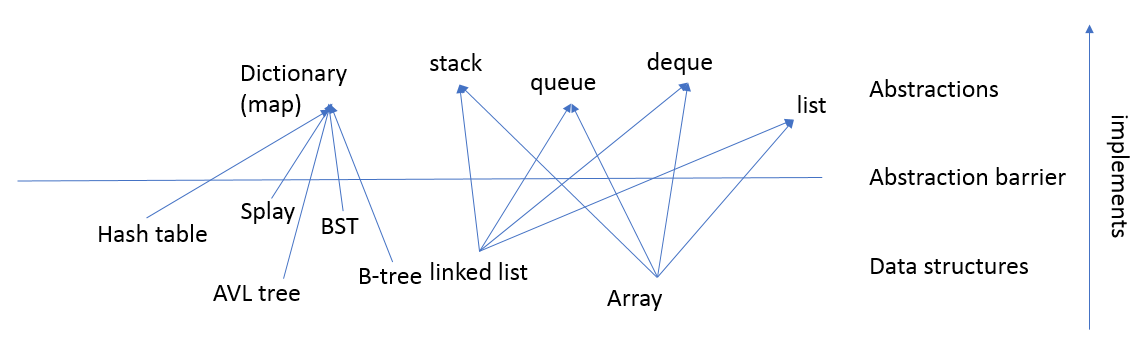 Dictionary
(map)
stack
queue
deque
list
Abstractions
implements
Abstraction barrier
Hash table
Splay
BST
AVL tree
B-tree
linked list
Array
Data structures